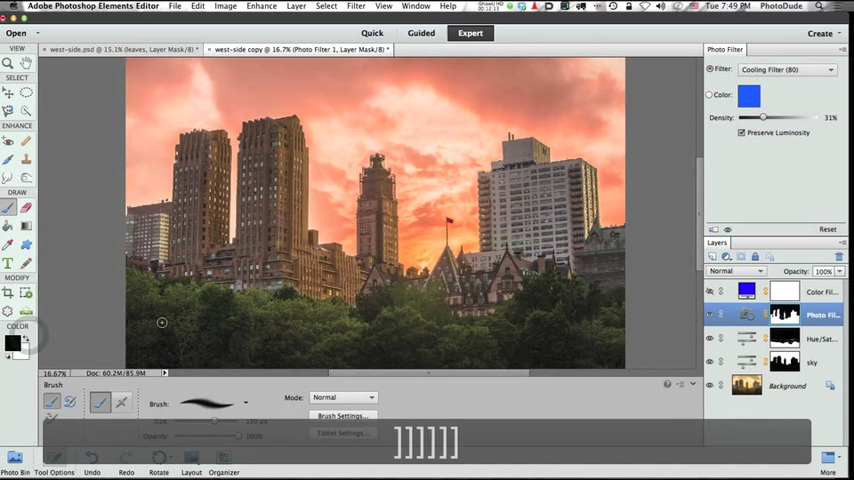 Adobe Photoshop Elements Editor File Edit Image Enhance Layer Select Filter View Window Help Tue 7:49 PM PhotoDude
Open Quick Guided Expert Create
VIEW
west-side.psd @ 15.1% (leaves, Layer Mask/8) * west-side copy @ 16.7% (Photo Filter 1, Layer Mask/8) *
Photo Filter
Filter: Cooling Filter (80)
SELECT
Color:
Density: 31%
Preserve Luminosity
ENHANCE
DRAW
Reset
Layers
Normal Opacity: 100%
MODIFY
Color Fil...
Photo Fil...
COLOR
Hue/Sat...
sky
Background
16.67% Doc: 60.2M/85.9M
Brush
Brush: Mode: Normal
Brush Settings...
Size:
Opacity: 100% Tablet Settings...
]]]]]]
Photo Bin Tool Options Undo Redo Rotate Layout Organizer More